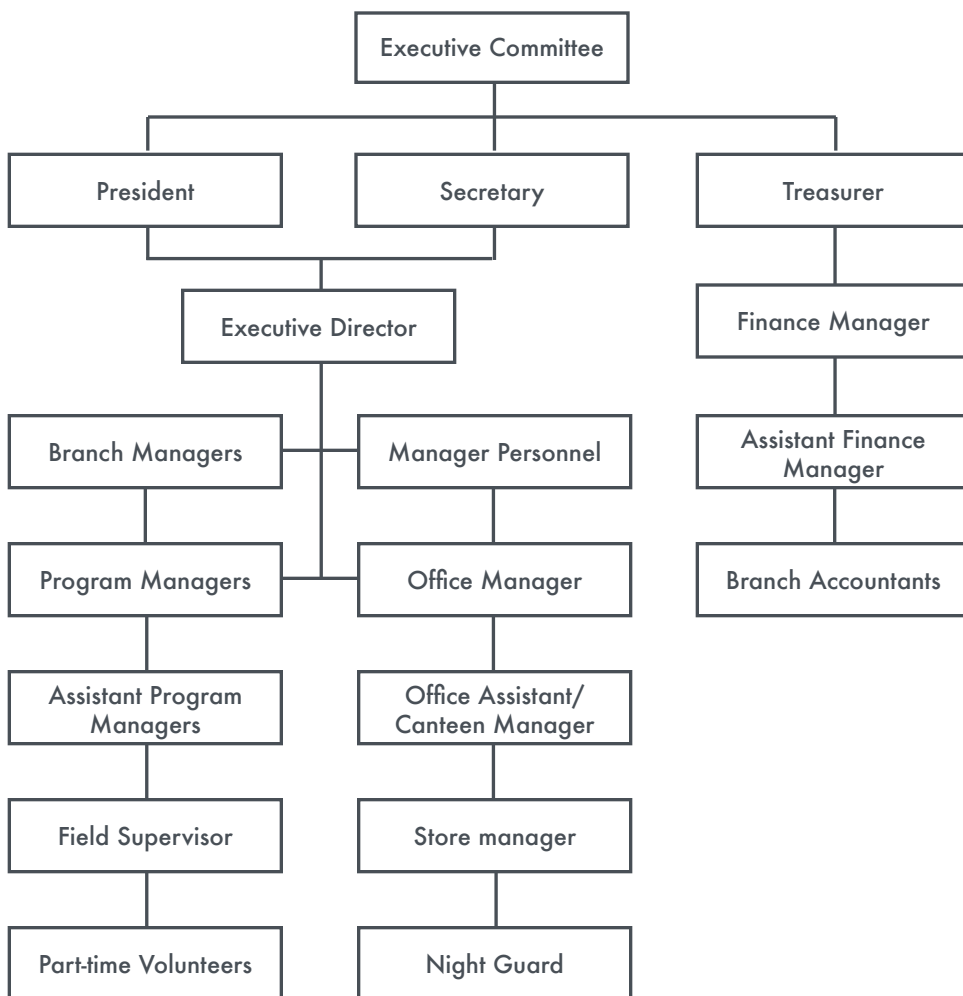 Executive Committee
President
Secretary
Treasurer
Executive Director
Finance Manager
Branch Managers
Manager Personnel
Assistant Finance
Manager
Program Managers
Office Manager
Branch Accountants
Assistant Program
Managers
Office Assistant/
Canteen Manager
Field Supervisor
Store manager
Part-time Volunteers
Night Guard